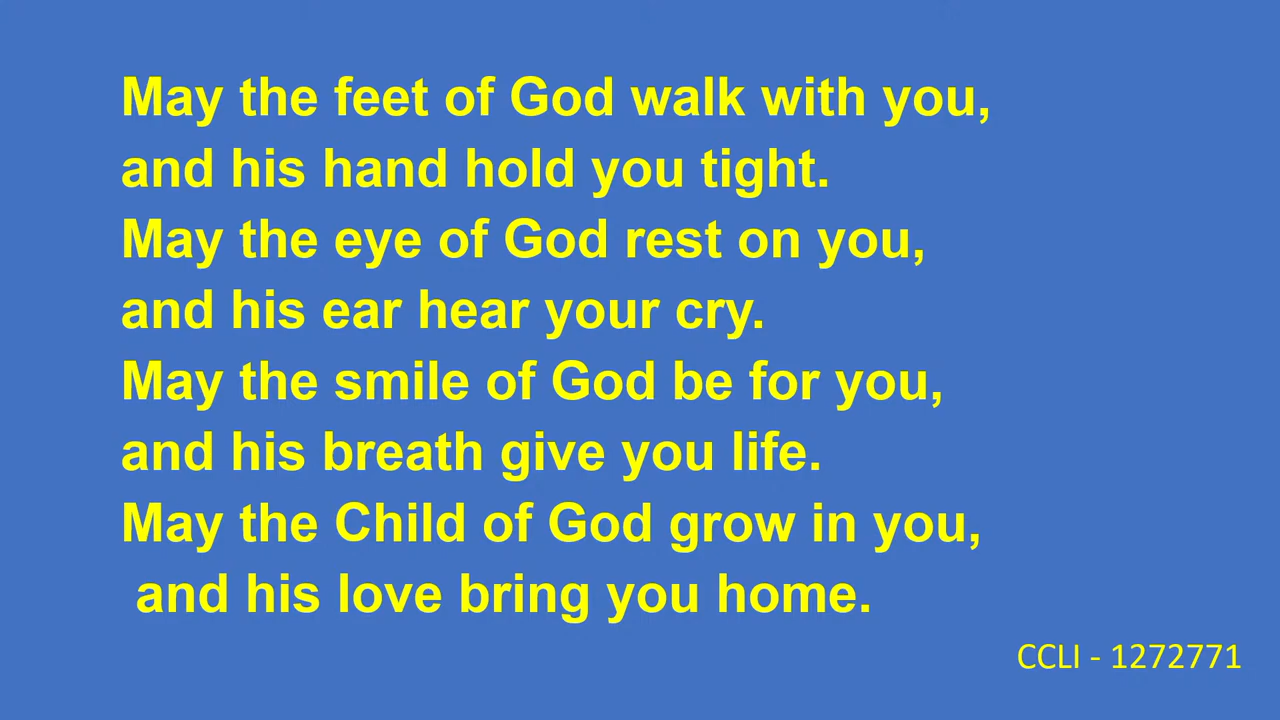 May the feet of God walk with you,
and his hand hold you tight.
May the eye of God rest on you,
and his ear hear your cry.
May the smile of God be for you,
and his breath give you life.
May the Child of God grow in you,
and his love bring you home.
CCLI - 1272771